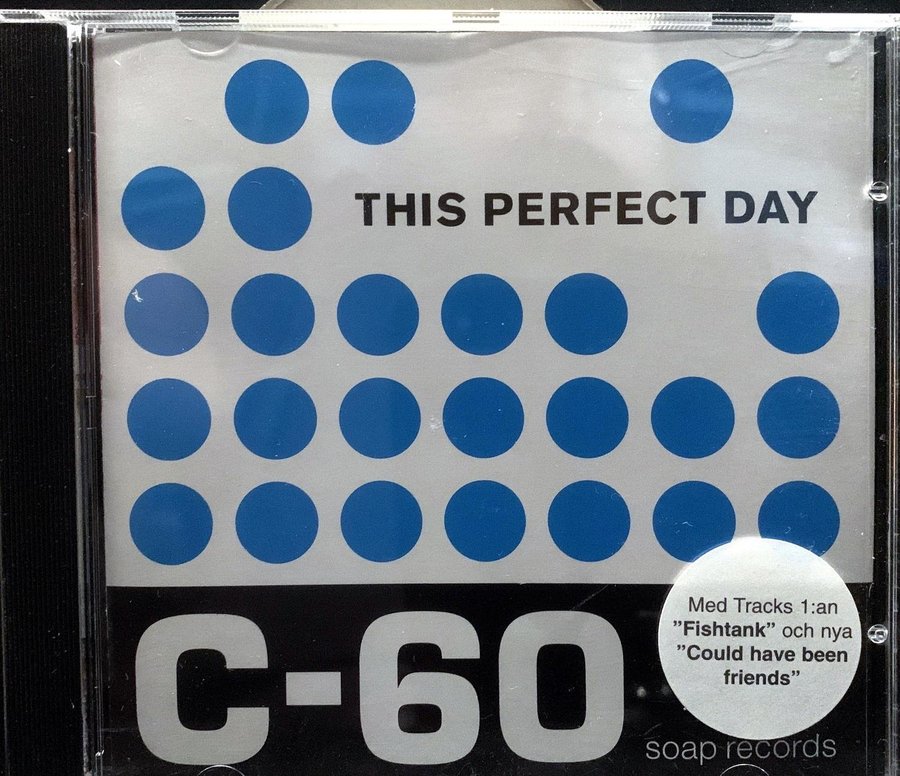 THIS PERFECT DAY
C-60
Med Tracks 1:an
”Fishtank” och nya
”Could have been
friends”
soap records